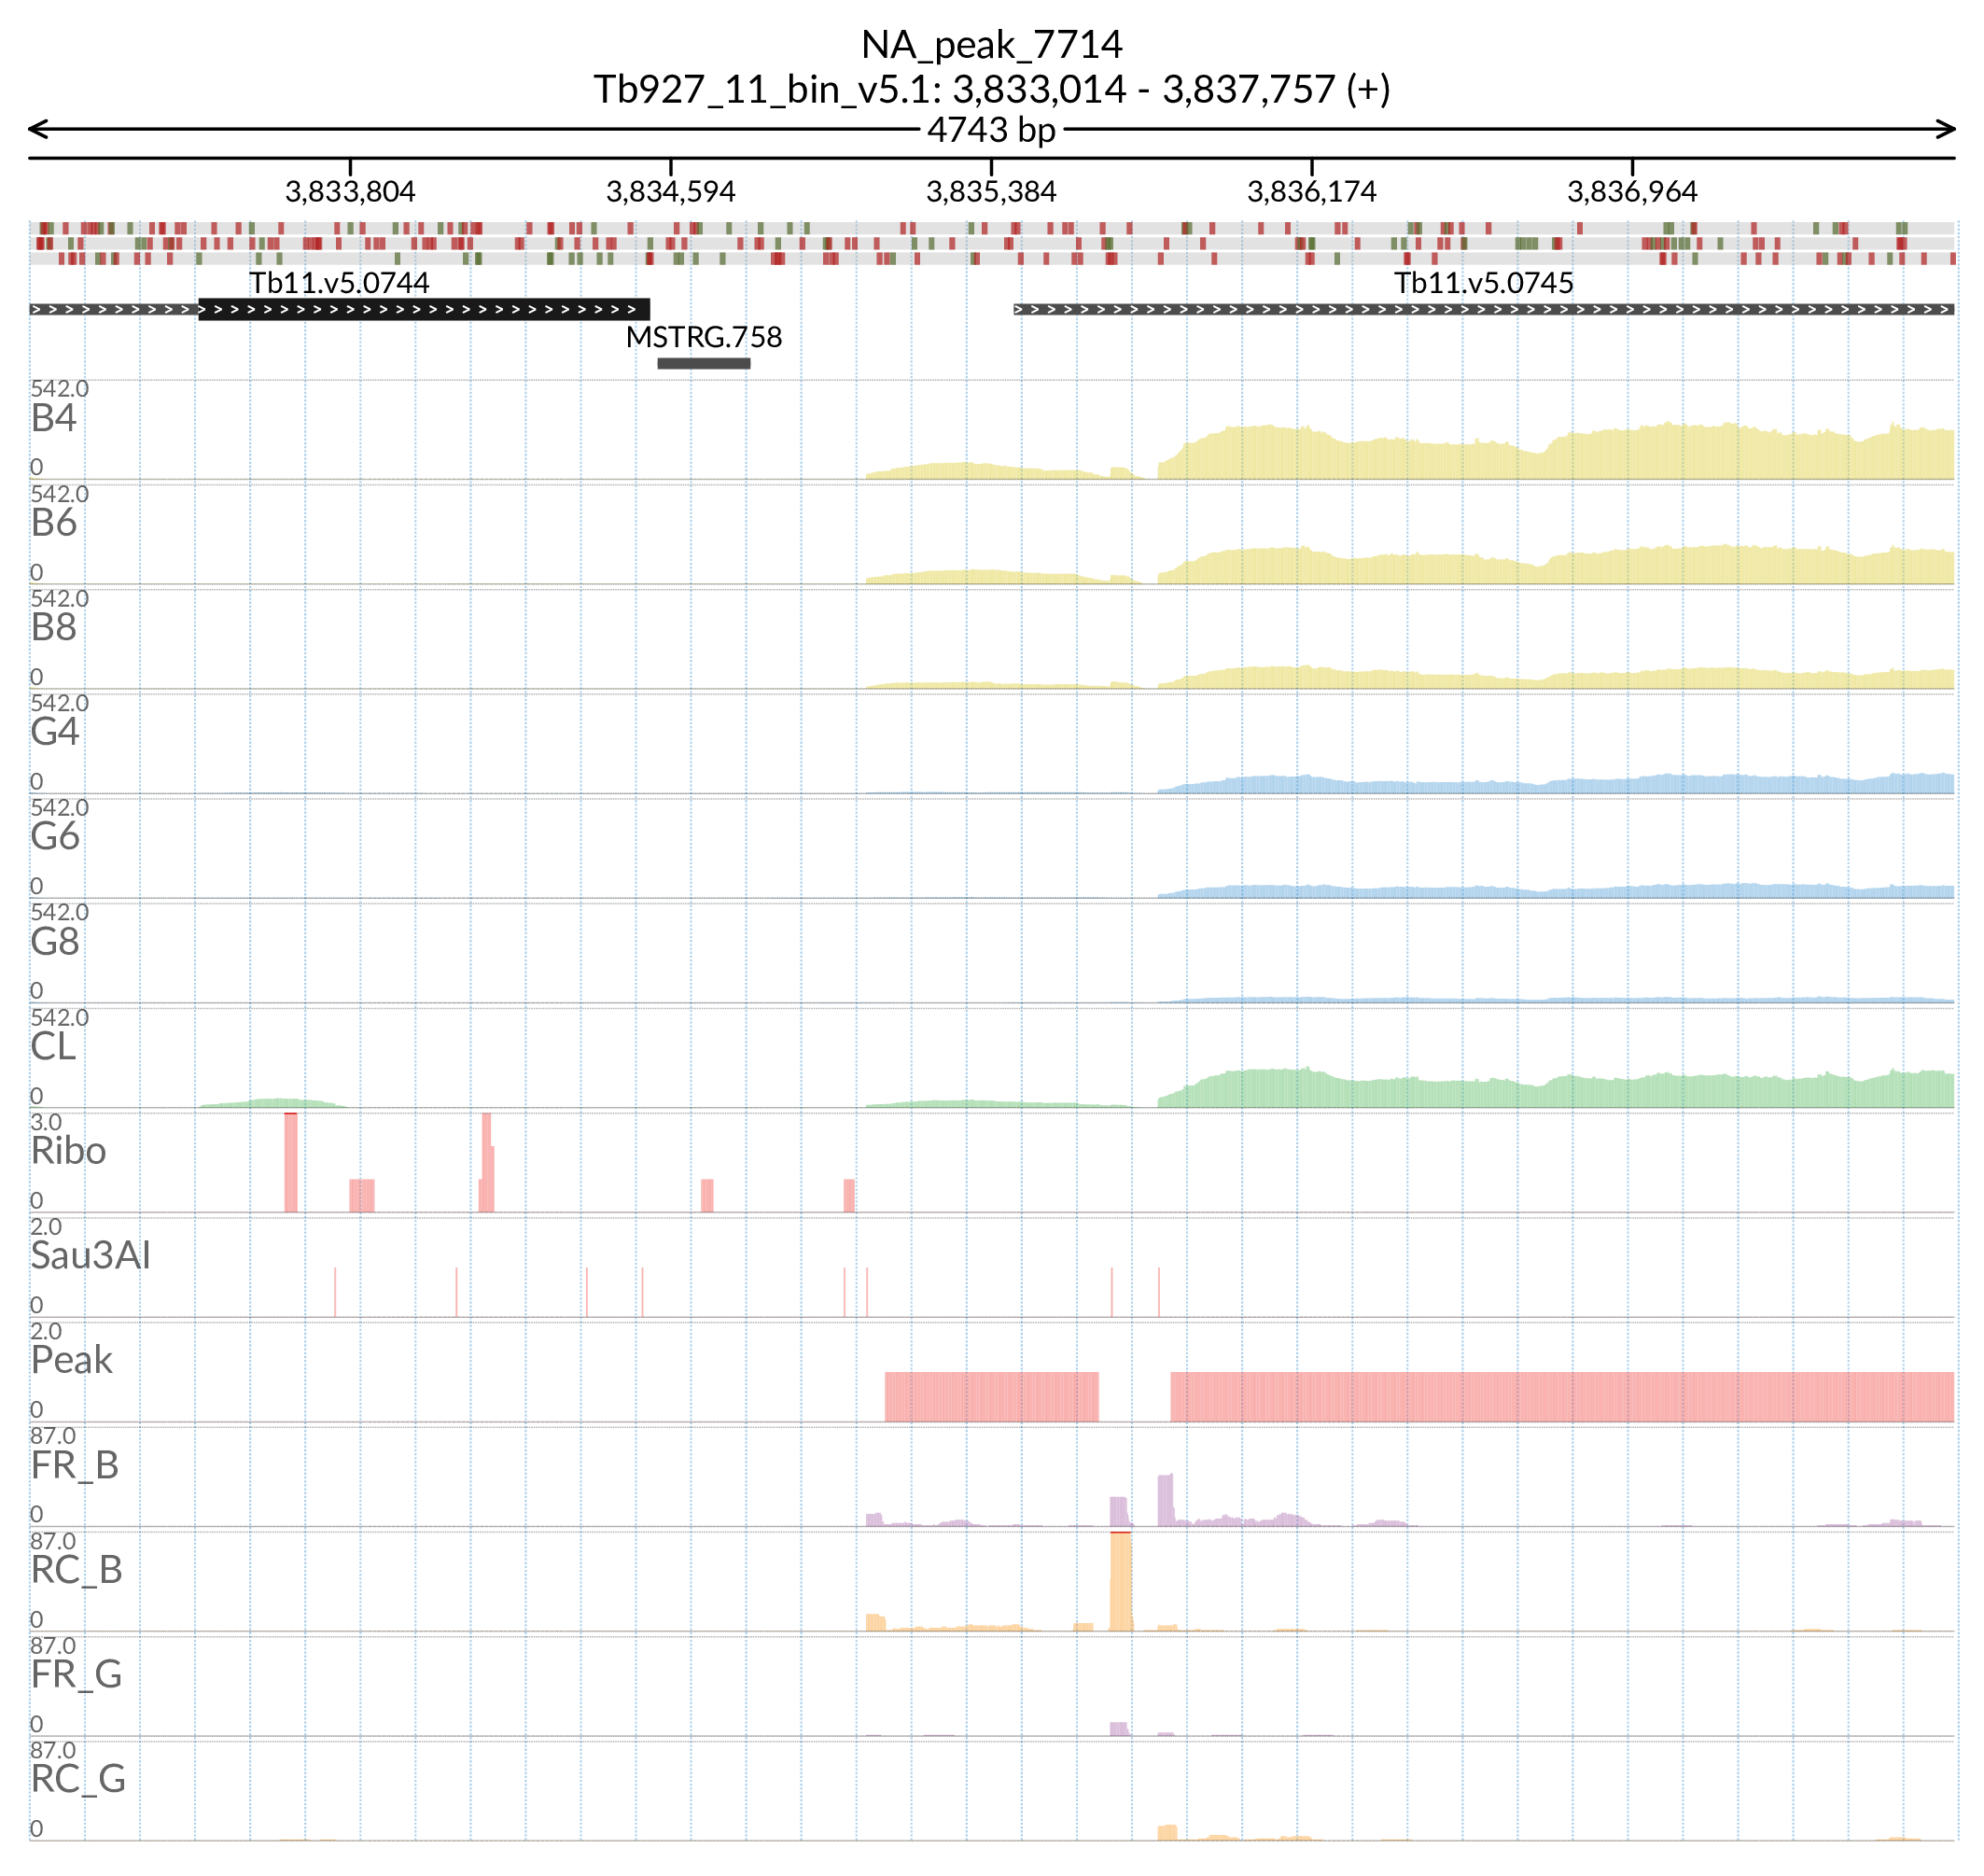 NA_peak_7714
Tb927_11_bin_v5.1: 3,833,014 - 3,837,757 (+)
4743 bp
3,833,804 3,834,594 3,835,384 3,836,174 3,836,964
Tb11.v5.0744 Tb11.v5.0745
MSTRG.758
542.0
B4
0
542.0
B6
0
542.0
B8
0
542.0
G4
0
542.0
G6
0
542.0
G8
0
542.0
CL
0
3.0
Ribo
0
2.0
Sau3AI
0
2.0
Peak
0
87.0
FR_B
0
87.0
RC_B
0
87.0
FR_G
0
87.0
RC_G
0